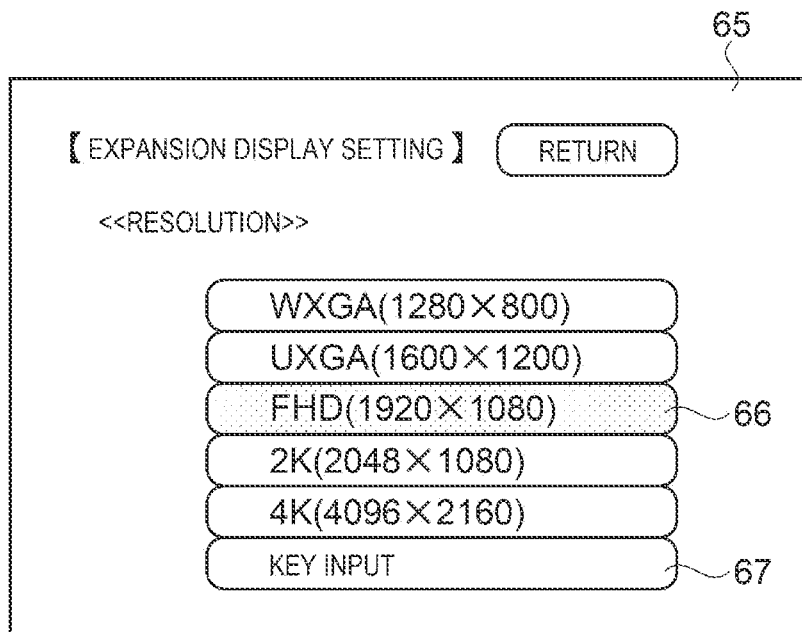 65
【 EXPANSION DISPLAY SETTING 】 RETURN
<<RESOLUTION>>
WXGA(1280×800)
UXGA(1600×1200)
FHD(1920×1080) 66
2K(2048×1080)
4K(4096×2160)
KEY INPUT 67